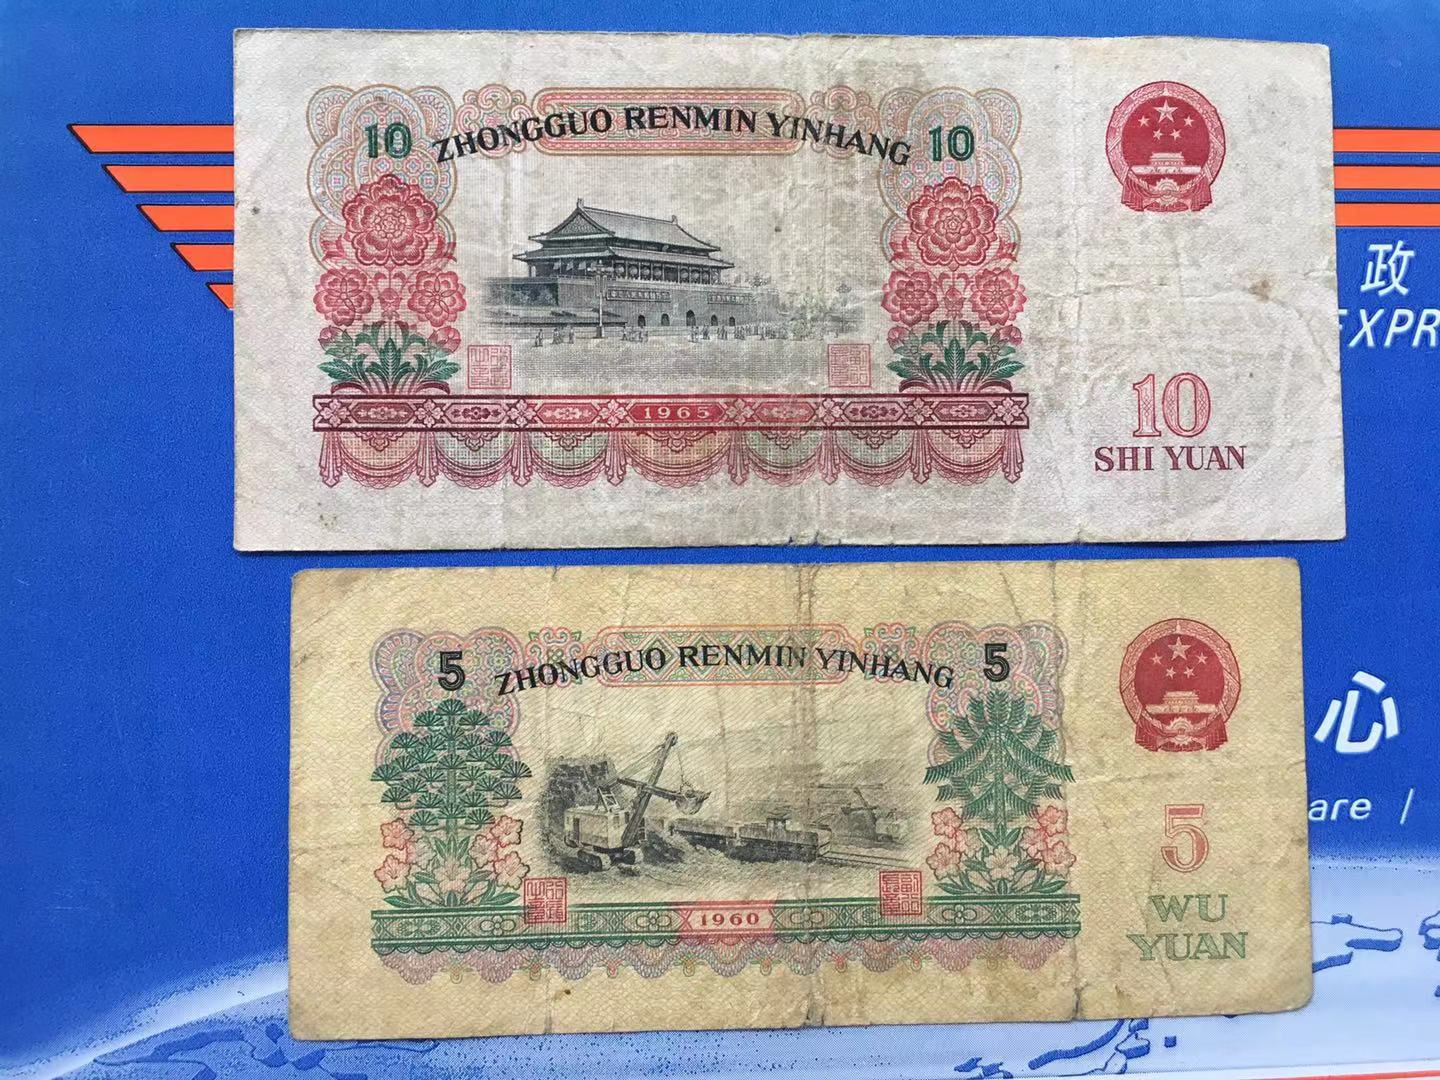 10 ZHONGGUO RENMIN YINHANG 10
1965
10
SHI YUAN
政
EXPR
5 ZHONGGUO RENMIN YINHANG 5
1960
5
WU
YUAN
心
are /